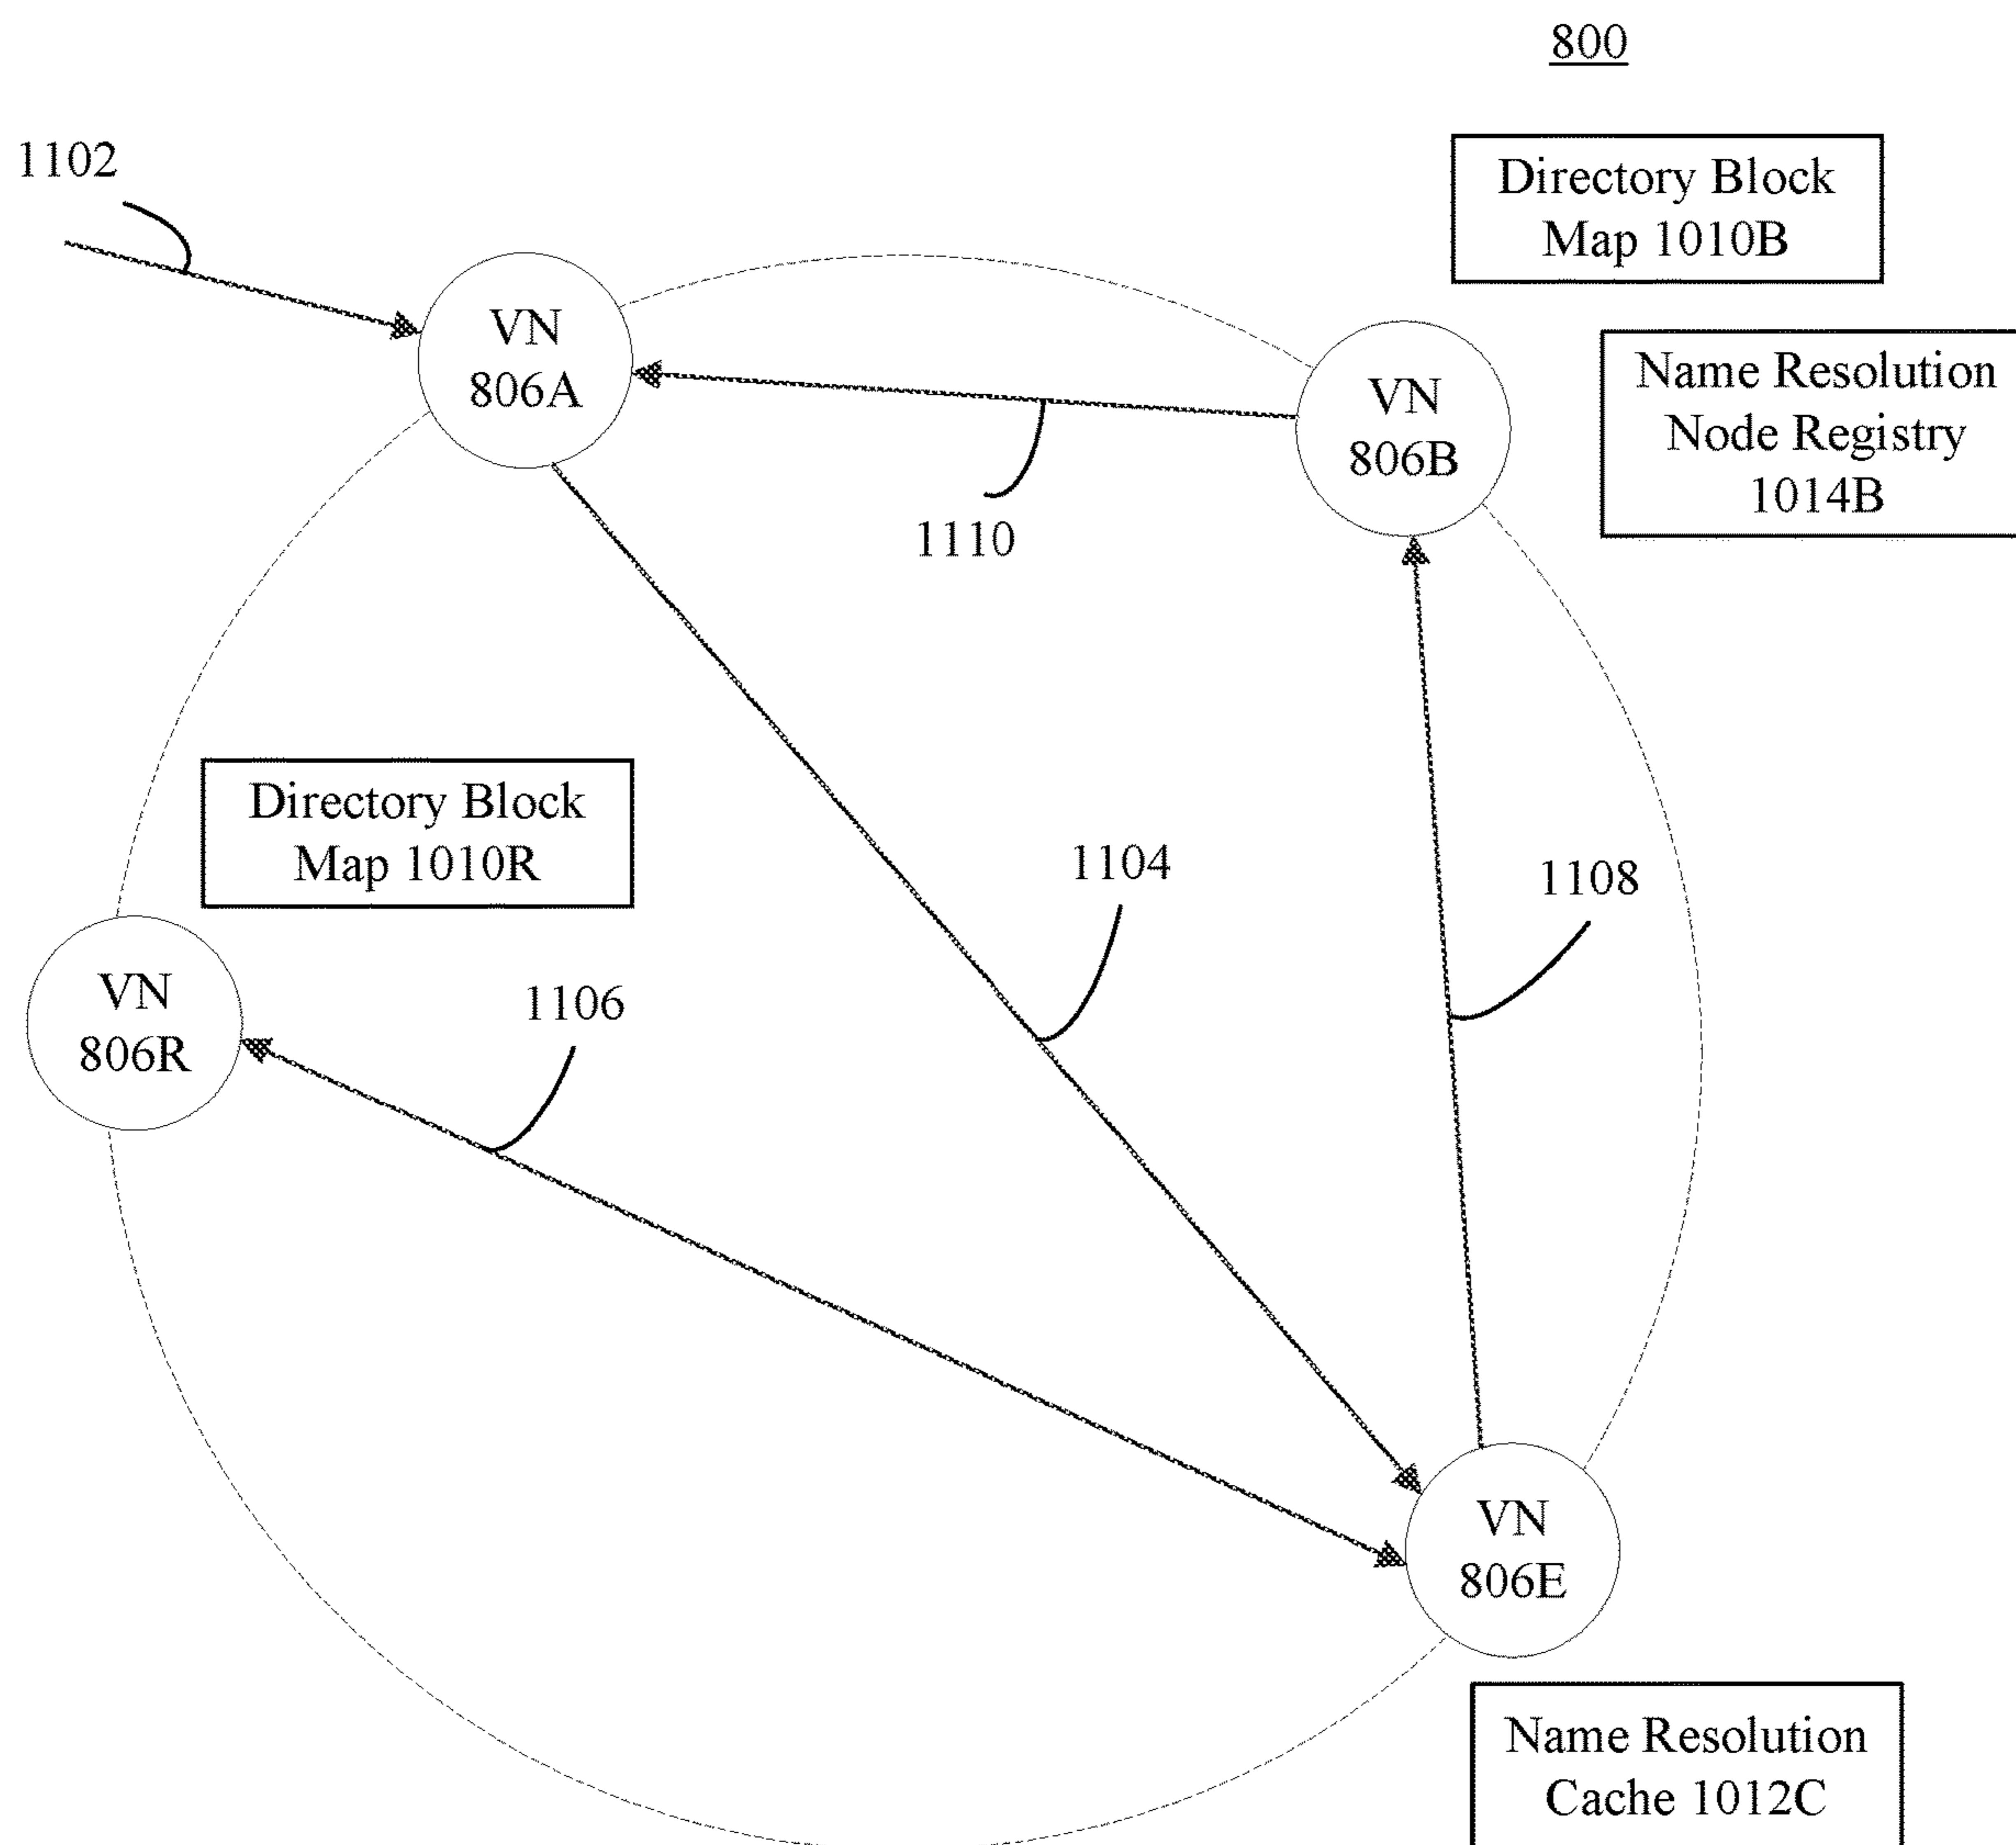 800
1102
Directory Block
Map 1010B
VN
806A
VN
806B
Name Resolution
Node Registry
1014B
1110
Directory Block
Map 1010R
1104
1108
VN
806R
1106
VN
806E
Name Resolution
Cache 1012C